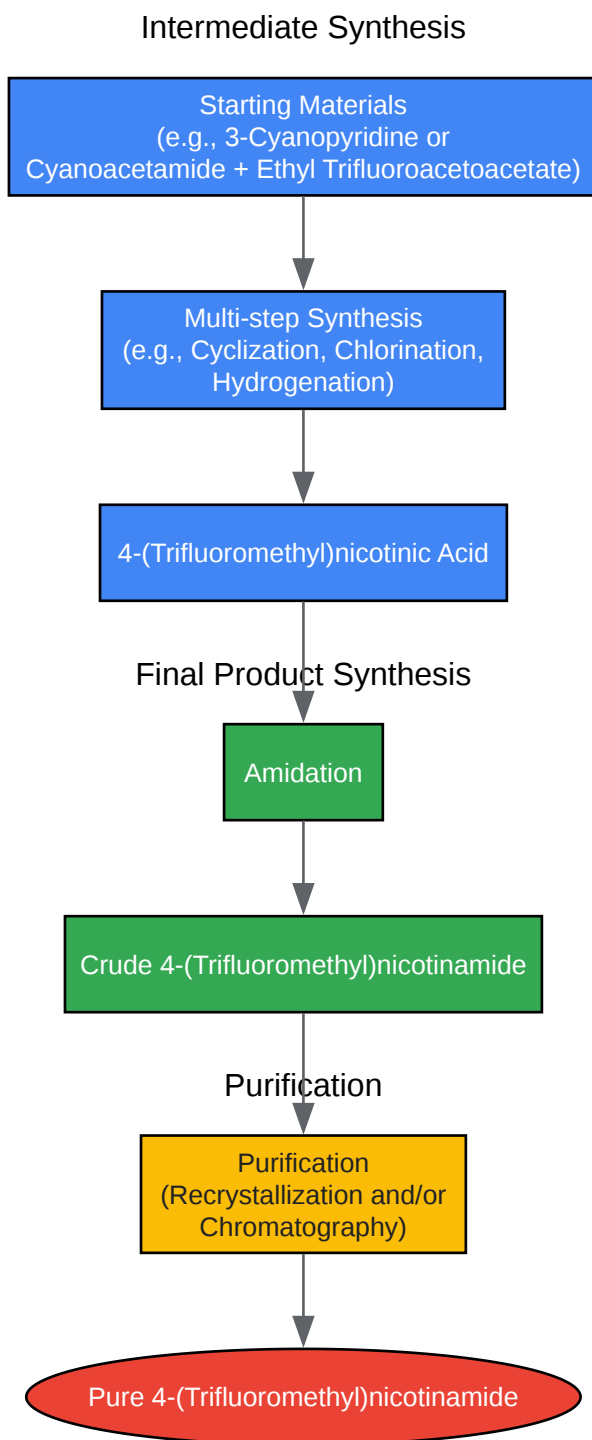 Intermediate Synthesis
Starting Materials
(e.g., 3-Cyanopyridine or
Cyanoacetamide + Ethyl Trifluoroacetoacetate)
Multi-step Synthesis
(e.g., Cyclization, Chlorination,
Hydrogenation)
4-(Trifluoromethyl)nicotinic Acid
Final Product Synthesis
Amidation
Crude 4-(Trifluoromethyl)nicotinamide
Purification
Purification
(Recrystallization and/or
Chromatography)
Pure 4-(Trifluoromethyl)nicotinamide